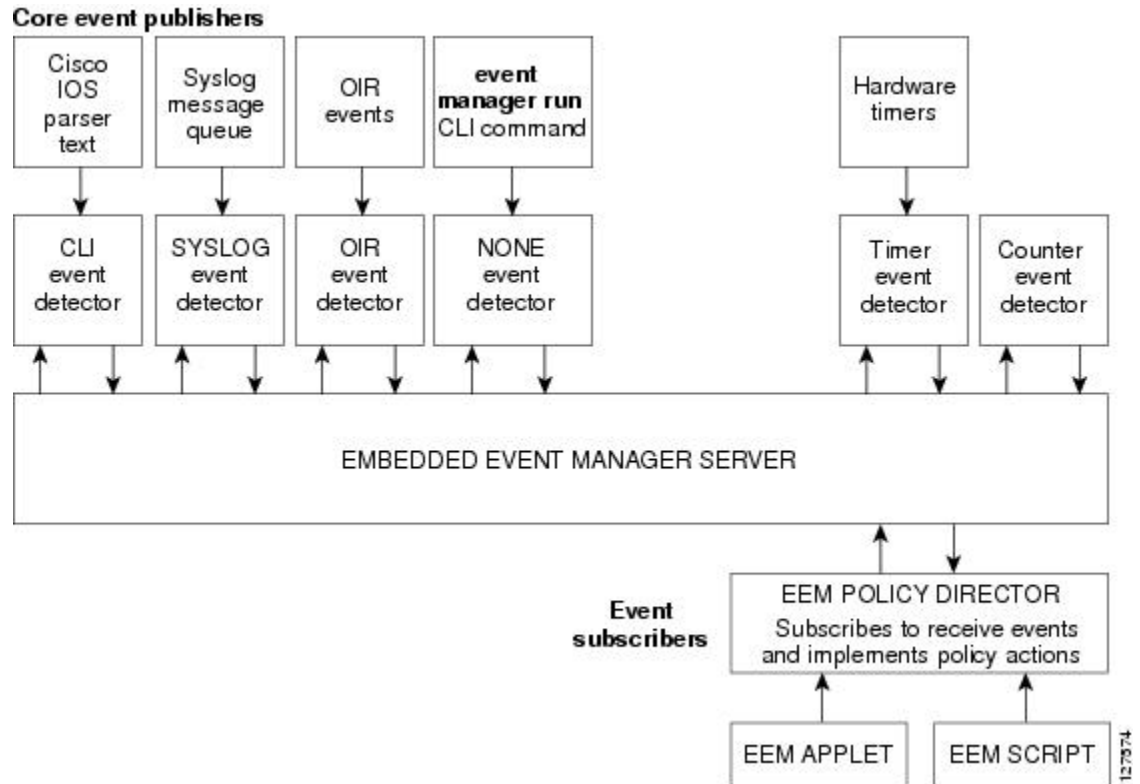 Core event publishers
Cisco
IOS
parser
text
Syslog
message
queue
OIR
events
event
manager run
CLI command
Hardware
timers
CLI
event
detector
SYSLOG
event
detector
OIR
event
detector
NONE
event
detector
Timer
event
detector
Counter
event
detector
EMBEDDED EVENT MANAGER SERVER
Event
subscribers
EEM POLICY DIRECTOR
Subscribes to receive events
and implements policy actions
EEM APPLET
EEM SCRIPT
127574